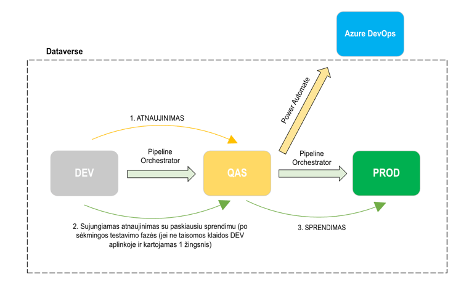 Azure DevOps
Dataverse
Power Automate
1. ATNAUJINIMAS
Pipeline
Orchestrator
Pipeline
Orchestrator
DEV
QAS
PROD
2. Sujungiamas atnaujinimas su paskiausiu sprendimu (po
sėkmingos testavimo fazės (jei ne taisomos klaidos DEV
aplinkoje ir kartojamas 1 žingsnis)
3. SPRENDIMAS